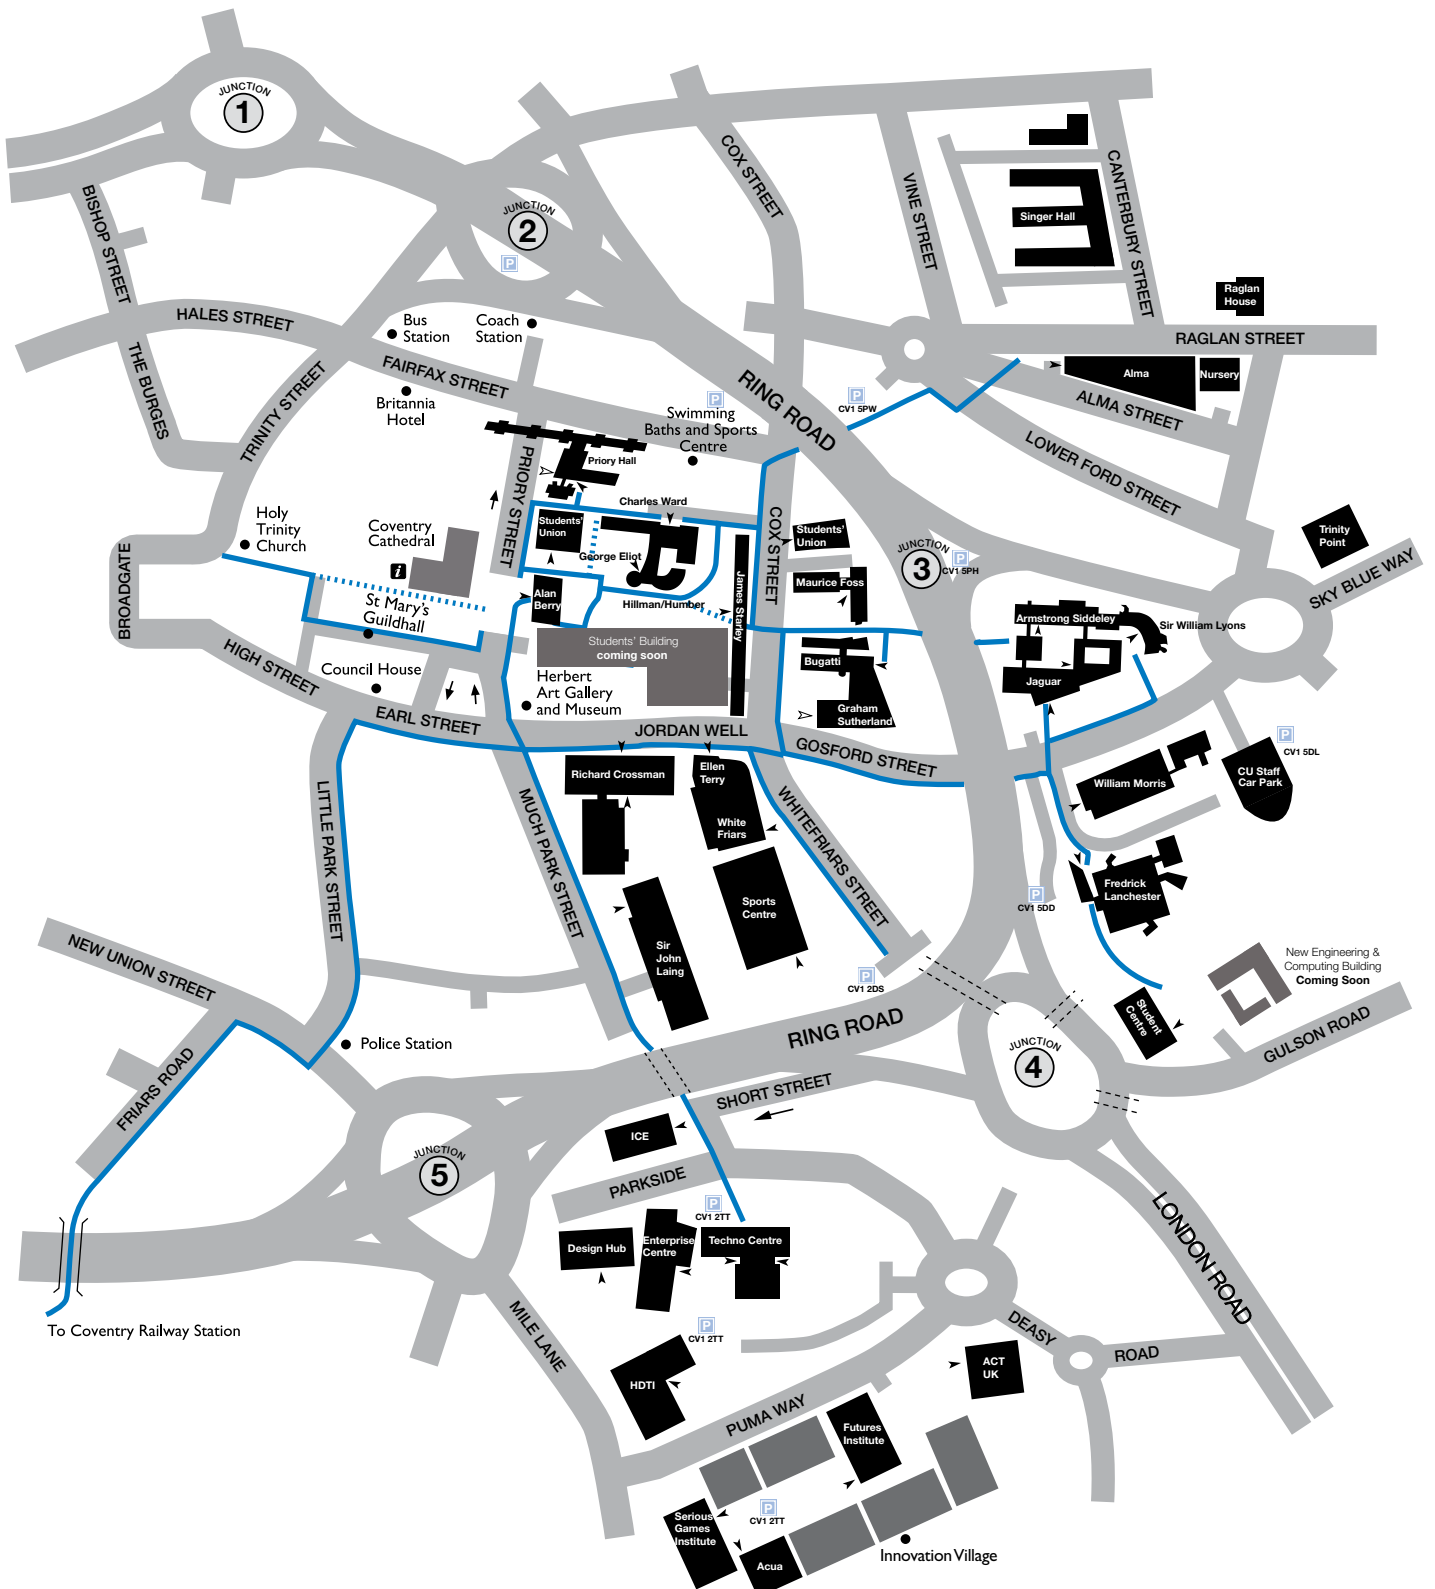 JUNCTION
1
JUNCTION
2
P
COX STREET
VINE STREET
CANTERBURY STREET
Singer Hall
BISHOP STREET
Raglan
House
HALES STREET
Bus
Station
Coach
Station
RAGLAN STREET
THE BURGES
TRINITY STREET
FAIRFAX STREET
RING ROAD
Alma
Nursery
Britannia
Hotel
P
P
CV1 5PW
ALMA STREET
Swimming
Baths and Sports
Centre
LOWER FORD STREET
Priory Hall
PRIORY STREET
Charles Ward
Holy
Trinity
Church
Coventry
Cathedral
Students'
Union
COX STREET
Students'
Union
Trinity
Point
George Eliot
JUNCTION
3
P
CV1 5PH
BROADGATE
i
Alan
Berry
James Starley
Maurice Foss
SKY BLUE WAY
St Mary's
Guildhall
Hillman/Humber
Armstrong Siddeley
Sir William Lyons
Students' Building
coming soon
HIGH STREET
Council House
Bugatti
Herbert
Art Gallery
and Museum
Jaguar
EARL STREET
Graham
Sutherland
JORDAN WELL
GOSFORD STREET
P
CV1 5DL
Richard Crossman
Ellen
Terry
William Morris
CU Staff
Car Park
LITTLE PARK STREET
MUCH PARK STREET
White
Friars
WHITEFRIARS STREET
Fredrick
Lanchester
Sports
Centre
P
CV1 5DD
NEW UNION STREET
Sir
John
Laing
New Engineering &
Computing Building
Coming Soon
P
CV1 2DS
Student
Centre
GULSON ROAD
RING ROAD
Police Station
JUNCTION
4
FRIARS ROAD
SHORT STREET
ICE
JUNCTION
5
PARKSIDE
LONDON ROAD
P
CV1 2TT
Design Hub
Enterprise
Centre
Techno Centre
To Coventry Railway Station
MILE LANE
P
CV1 2TT
DEASY
ROAD
HDTI
ACT
UK
PUMA WAY
Futures
Institute
P
CV1 2TT
Serious
Games
Institute
Acua
Innovation Village